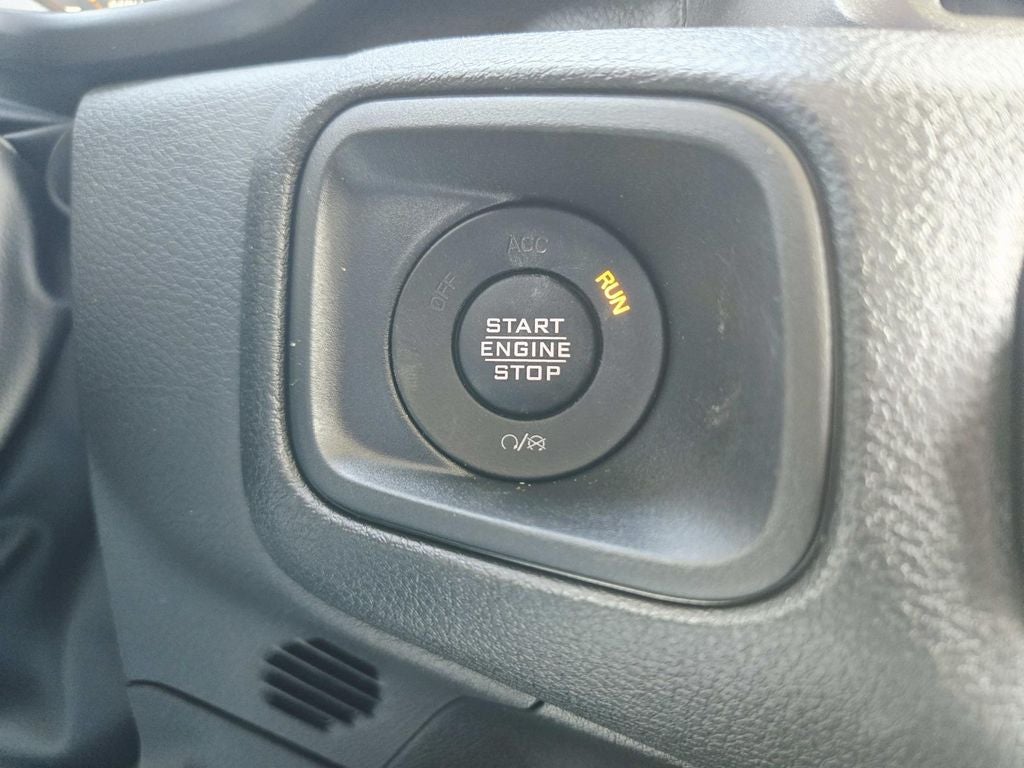 ACC
OFF
RUN
START
ENGINE
STOP